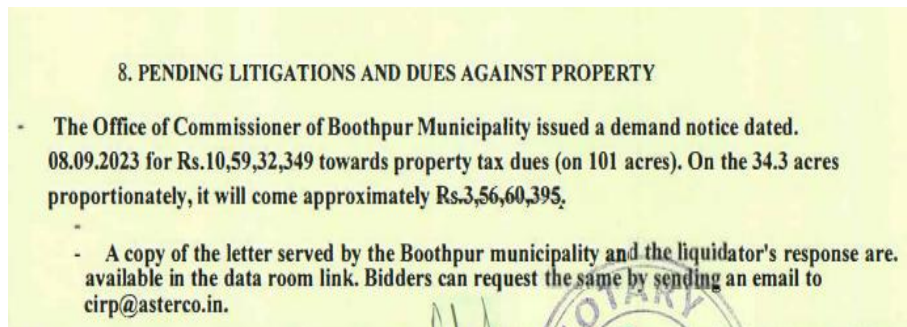 8. PENDING LITIGATIONS AND DUES AGAINST PROPERTY
- The Office of Commissioner of Boothpur Municipality issued a demand notice dated.
08.09.2023 for Rs.10,59,32,349 towards property tax dues (on 101 acres). On the 34.3 acres
proportionately, it will come approximately Rs.3,56,60,395.
-
- A copy of the letter served by the Boothpur municipality and the liquidator's response are.
available in the data room link. Bidders can request the same by sending an email to
cirp@asterco.in.
NOTARY